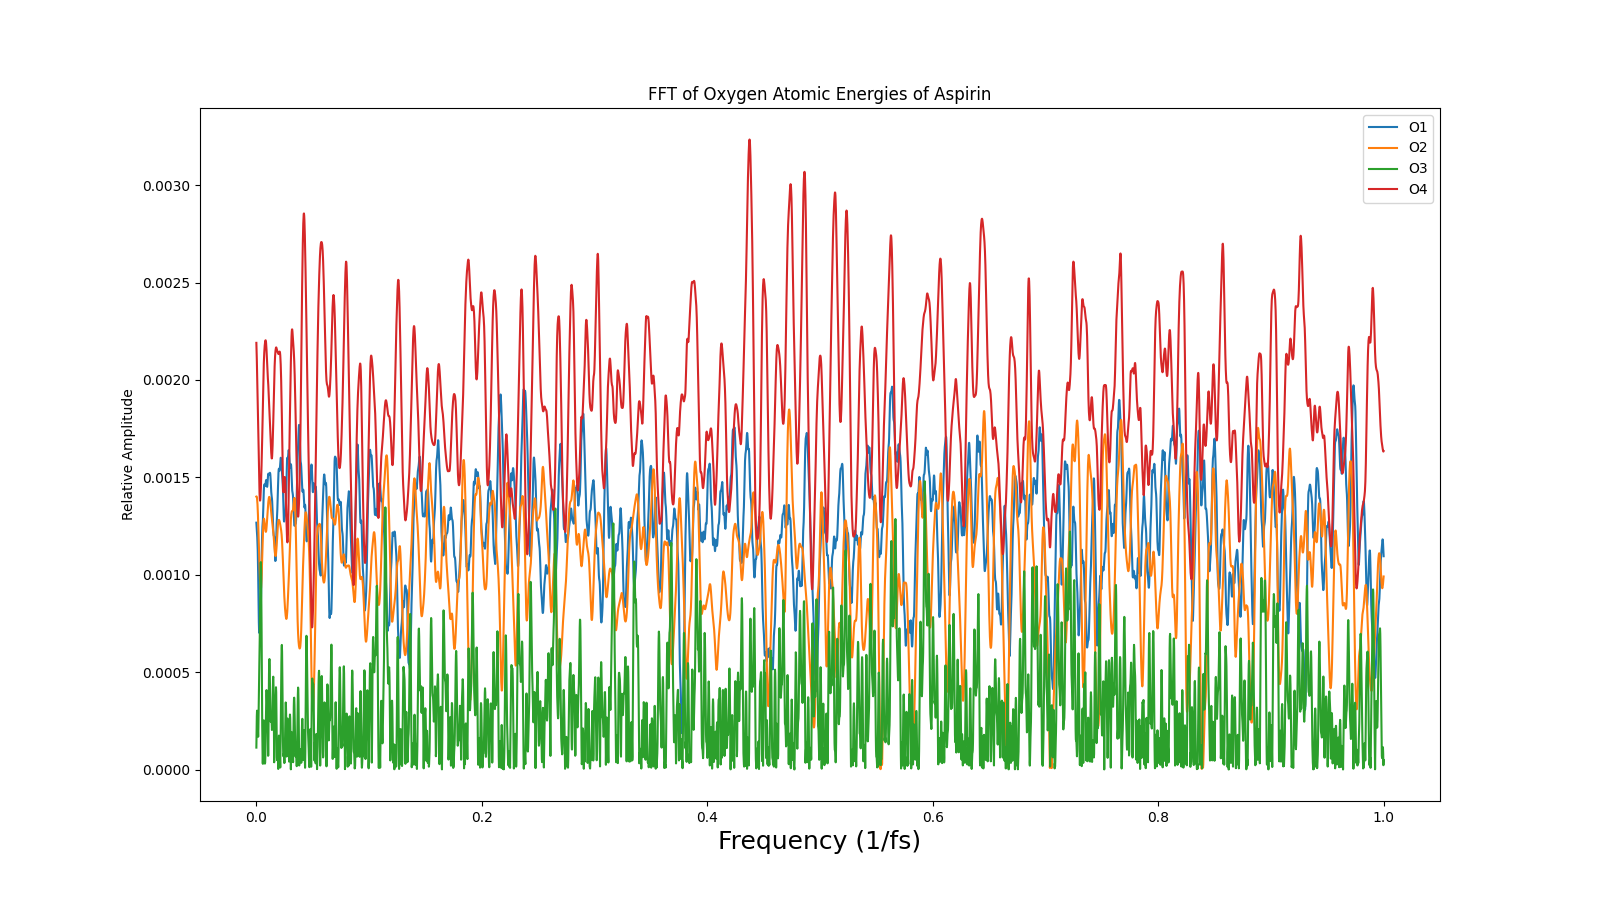 FFT of Oxygen Atomic Energies of Aspirin
O1
O2
O3
O4
Relative Amplitude
0.0030
0.0025
0.0020
0.0015
0.0010
0.0005
0.0000
0.0 0.2 0.4 0.6 0.8 1.0
Frequency (1/fs)